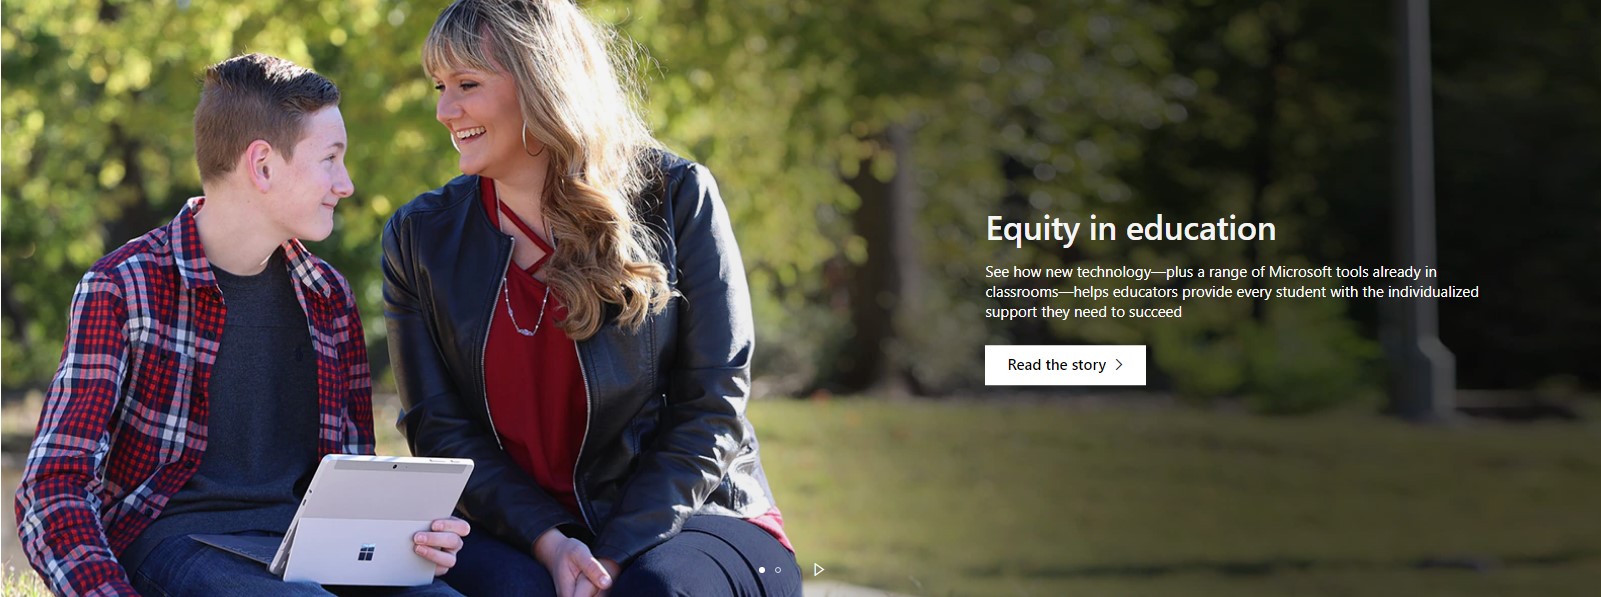 Equity in education
See how new technology—plus a range of Microsoft tools already in
classrooms—helps educators provide every student with the individualized
support they need to succeed
Read the story